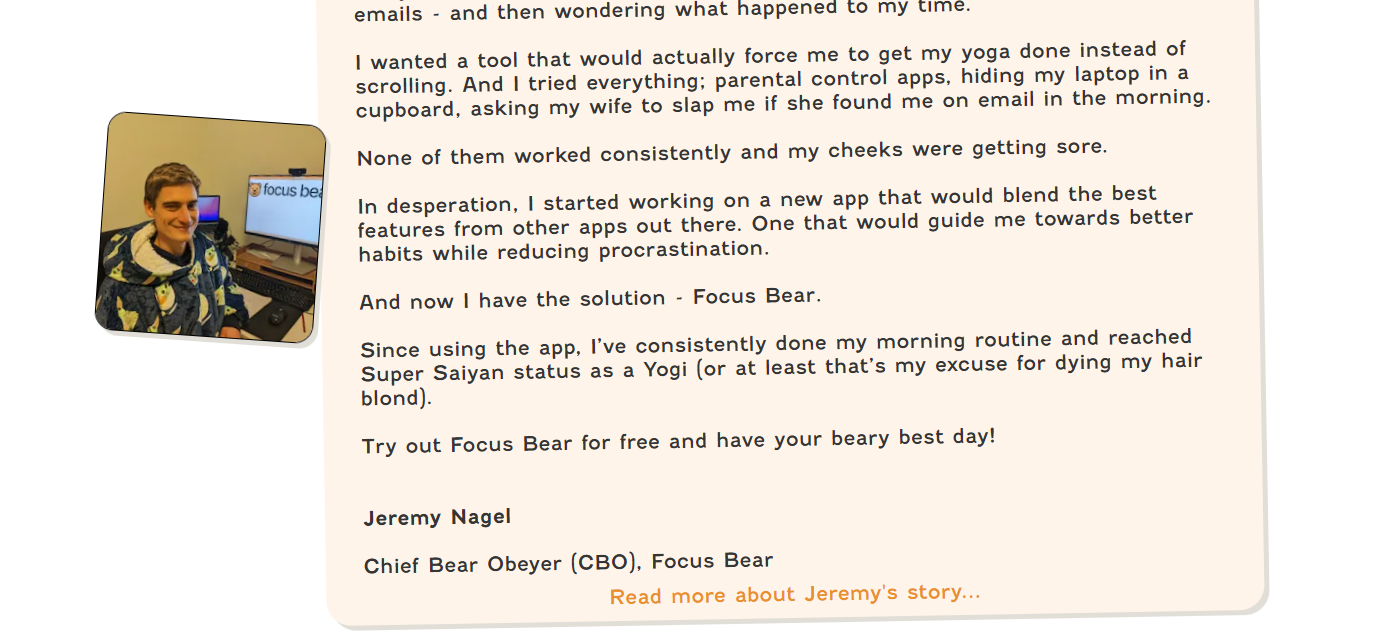 emails - and then wondering what happened to my time.
I wanted a tool that would actually force me to get my yoga done instead of
scrolling. And I tried everything; parental control apps, hiding my laptop in a
cupboard, asking my wife to slap me if she found me on email in the morning.
None of them worked consistently and my cheeks were getting sore.
focus bea
In desperation, I started working on a new app that would blend the best
features from other apps out there. One that would guide me towards better
habits while reducing procrastination.
And now I have the solution - Focus Bear.
Since using the app, I've consistently done my morning routine and reached
Super Saiyan status as a Yogi (or at least that's my excuse for dying my hair
blond).
Try out Focus Bear for free and have your beary best day!
Jeremy Nagel
Chief Bear Obeyer (CBO), Focus Bear
Read more about Jeremy's story...